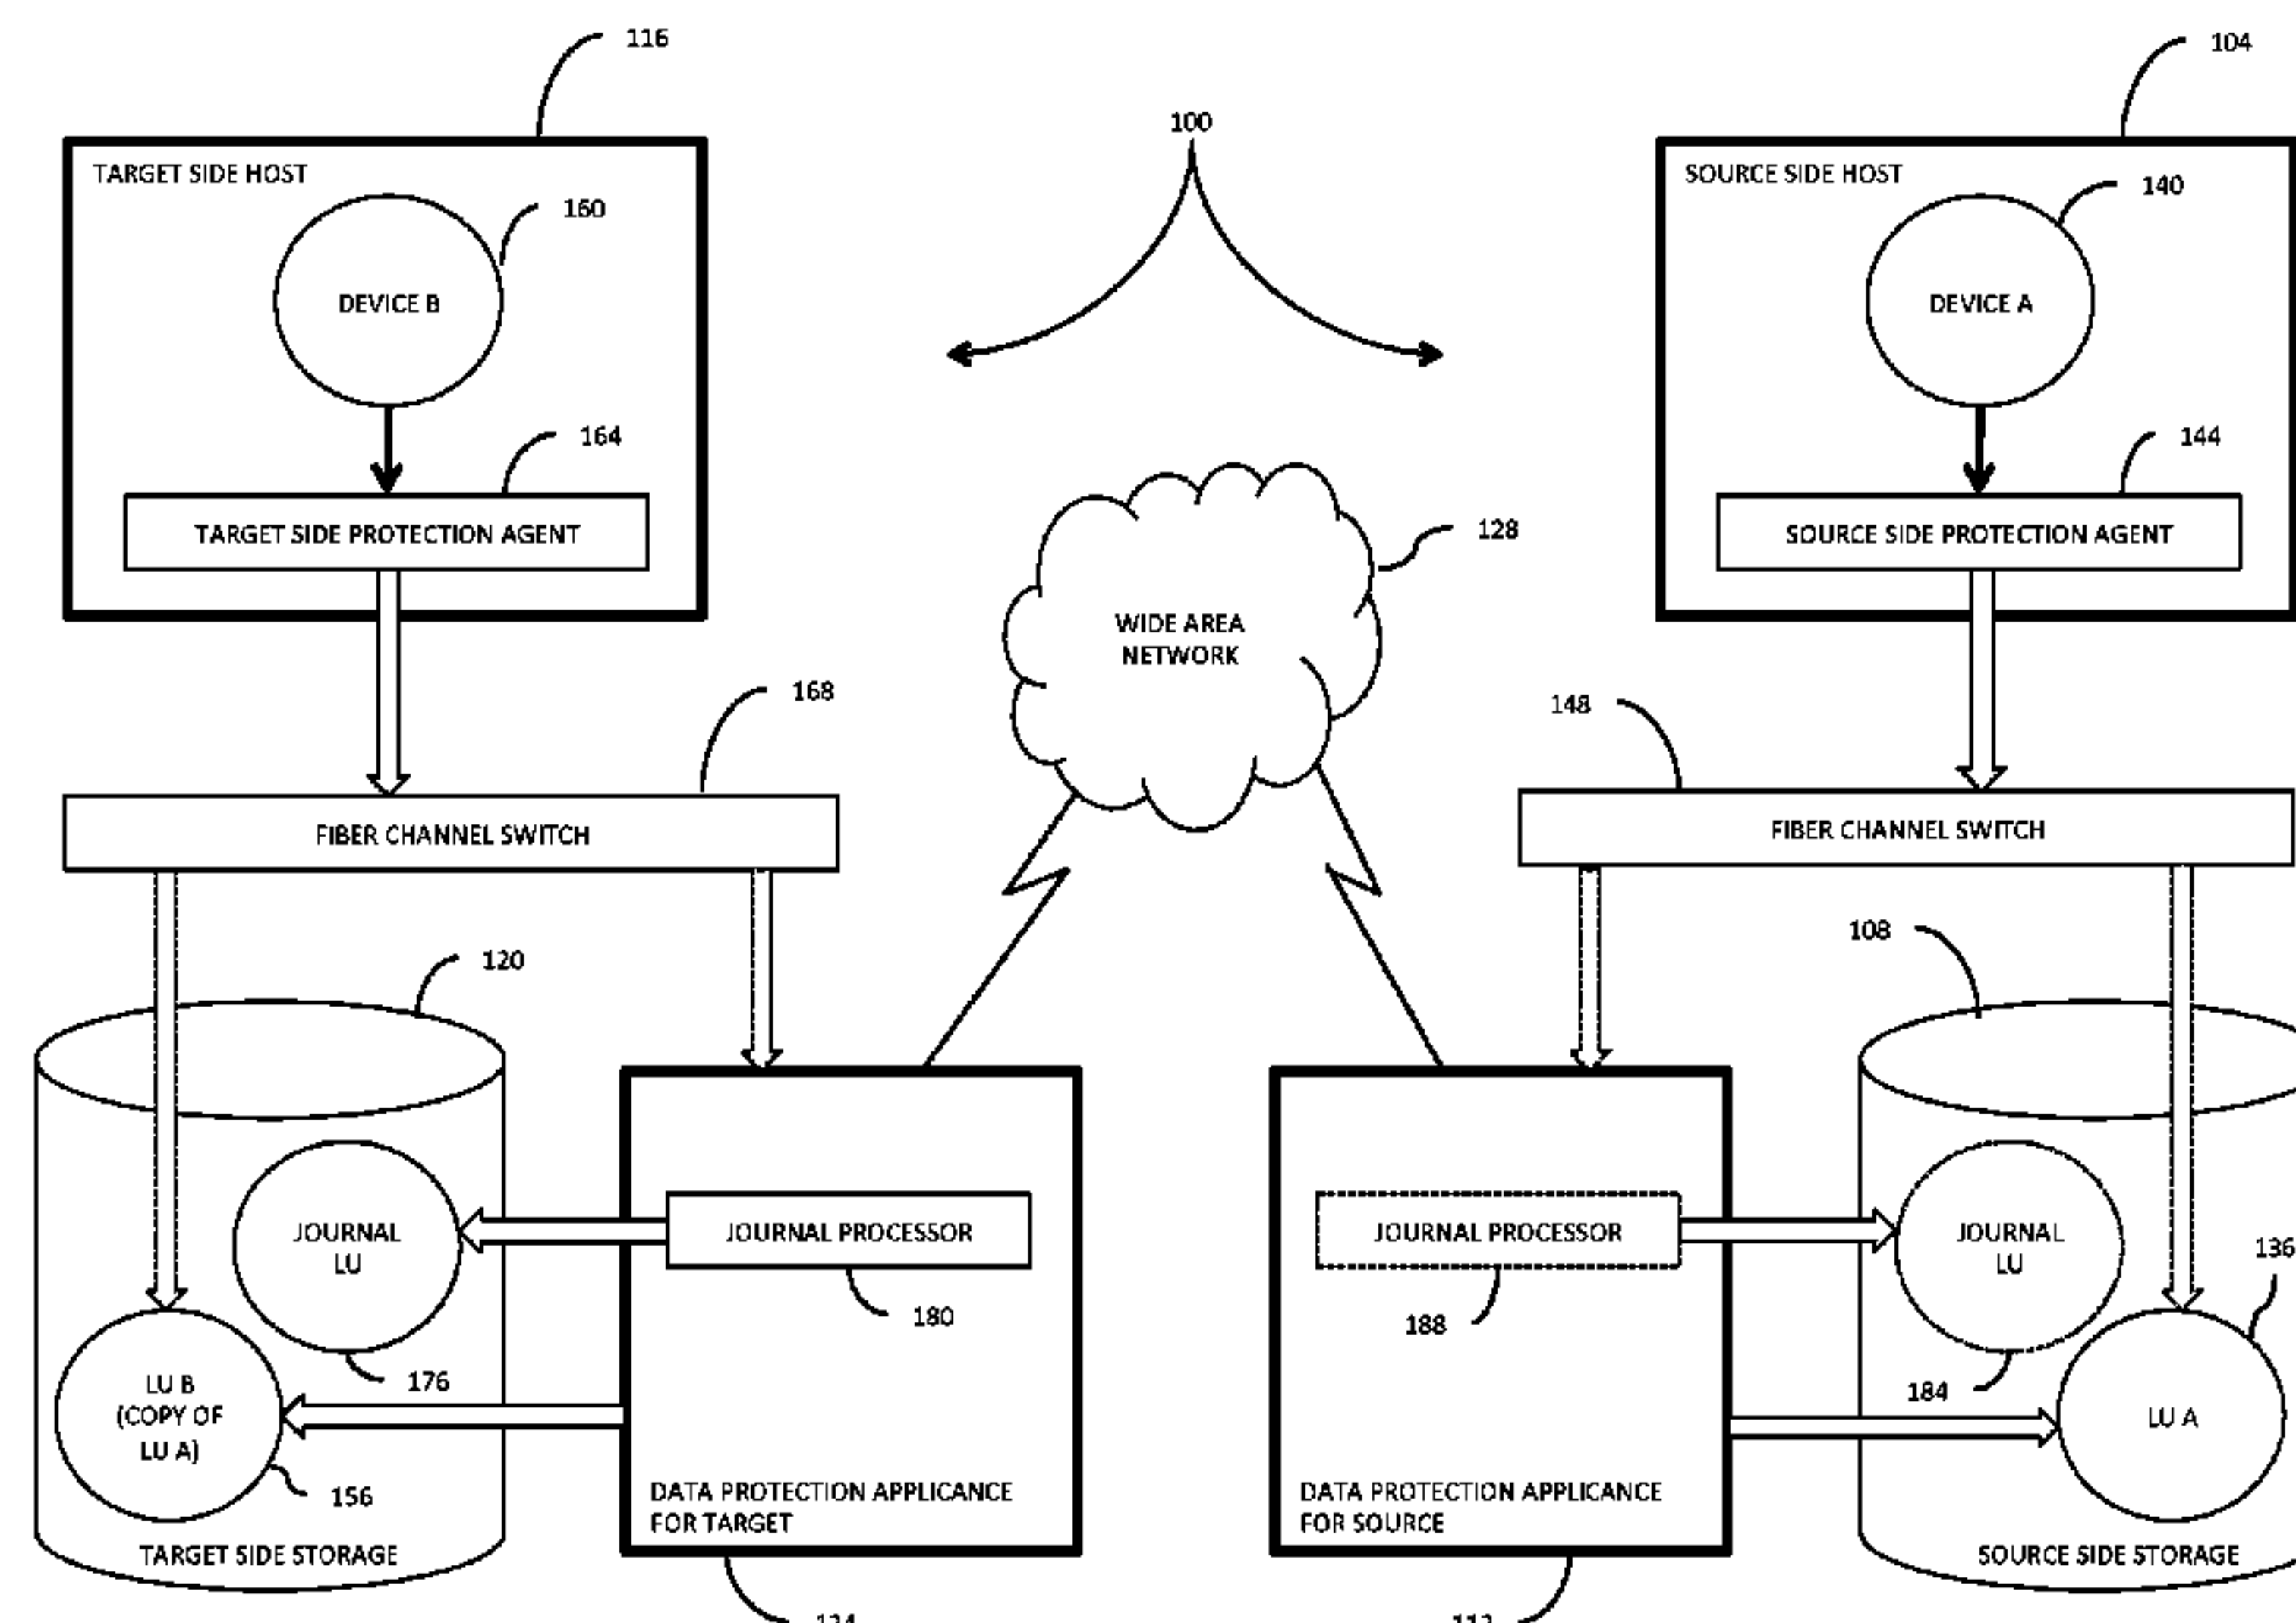 116
104
100
TARGET SIDE HOST
SOURCE SIDE HOST
160
140
DEVICE B
DEVICE A
164
144
TARGET SIDE PROTECTION AGENT
SOURCE SIDE PROTECTION AGENT
128
WIDE AREA
NETWORK
168
148
FIBER CHANNEL SWITCH
FIBER CHANNEL SWITCH
120
108
JOURNAL
LU
JOURNAL PROCESSOR
JOURNAL PROCESSOR
JOURNAL
LU
136
180
188
176
184
LU B
(COPY OF
LU A)
LU A
156
DATA PROTECTION APPLICANCE
FOR TARGET
DATA PROTECTION APPLICANCE
FOR SOURCE
TARGET SIDE STORAGE
SOURCE SIDE STORAGE